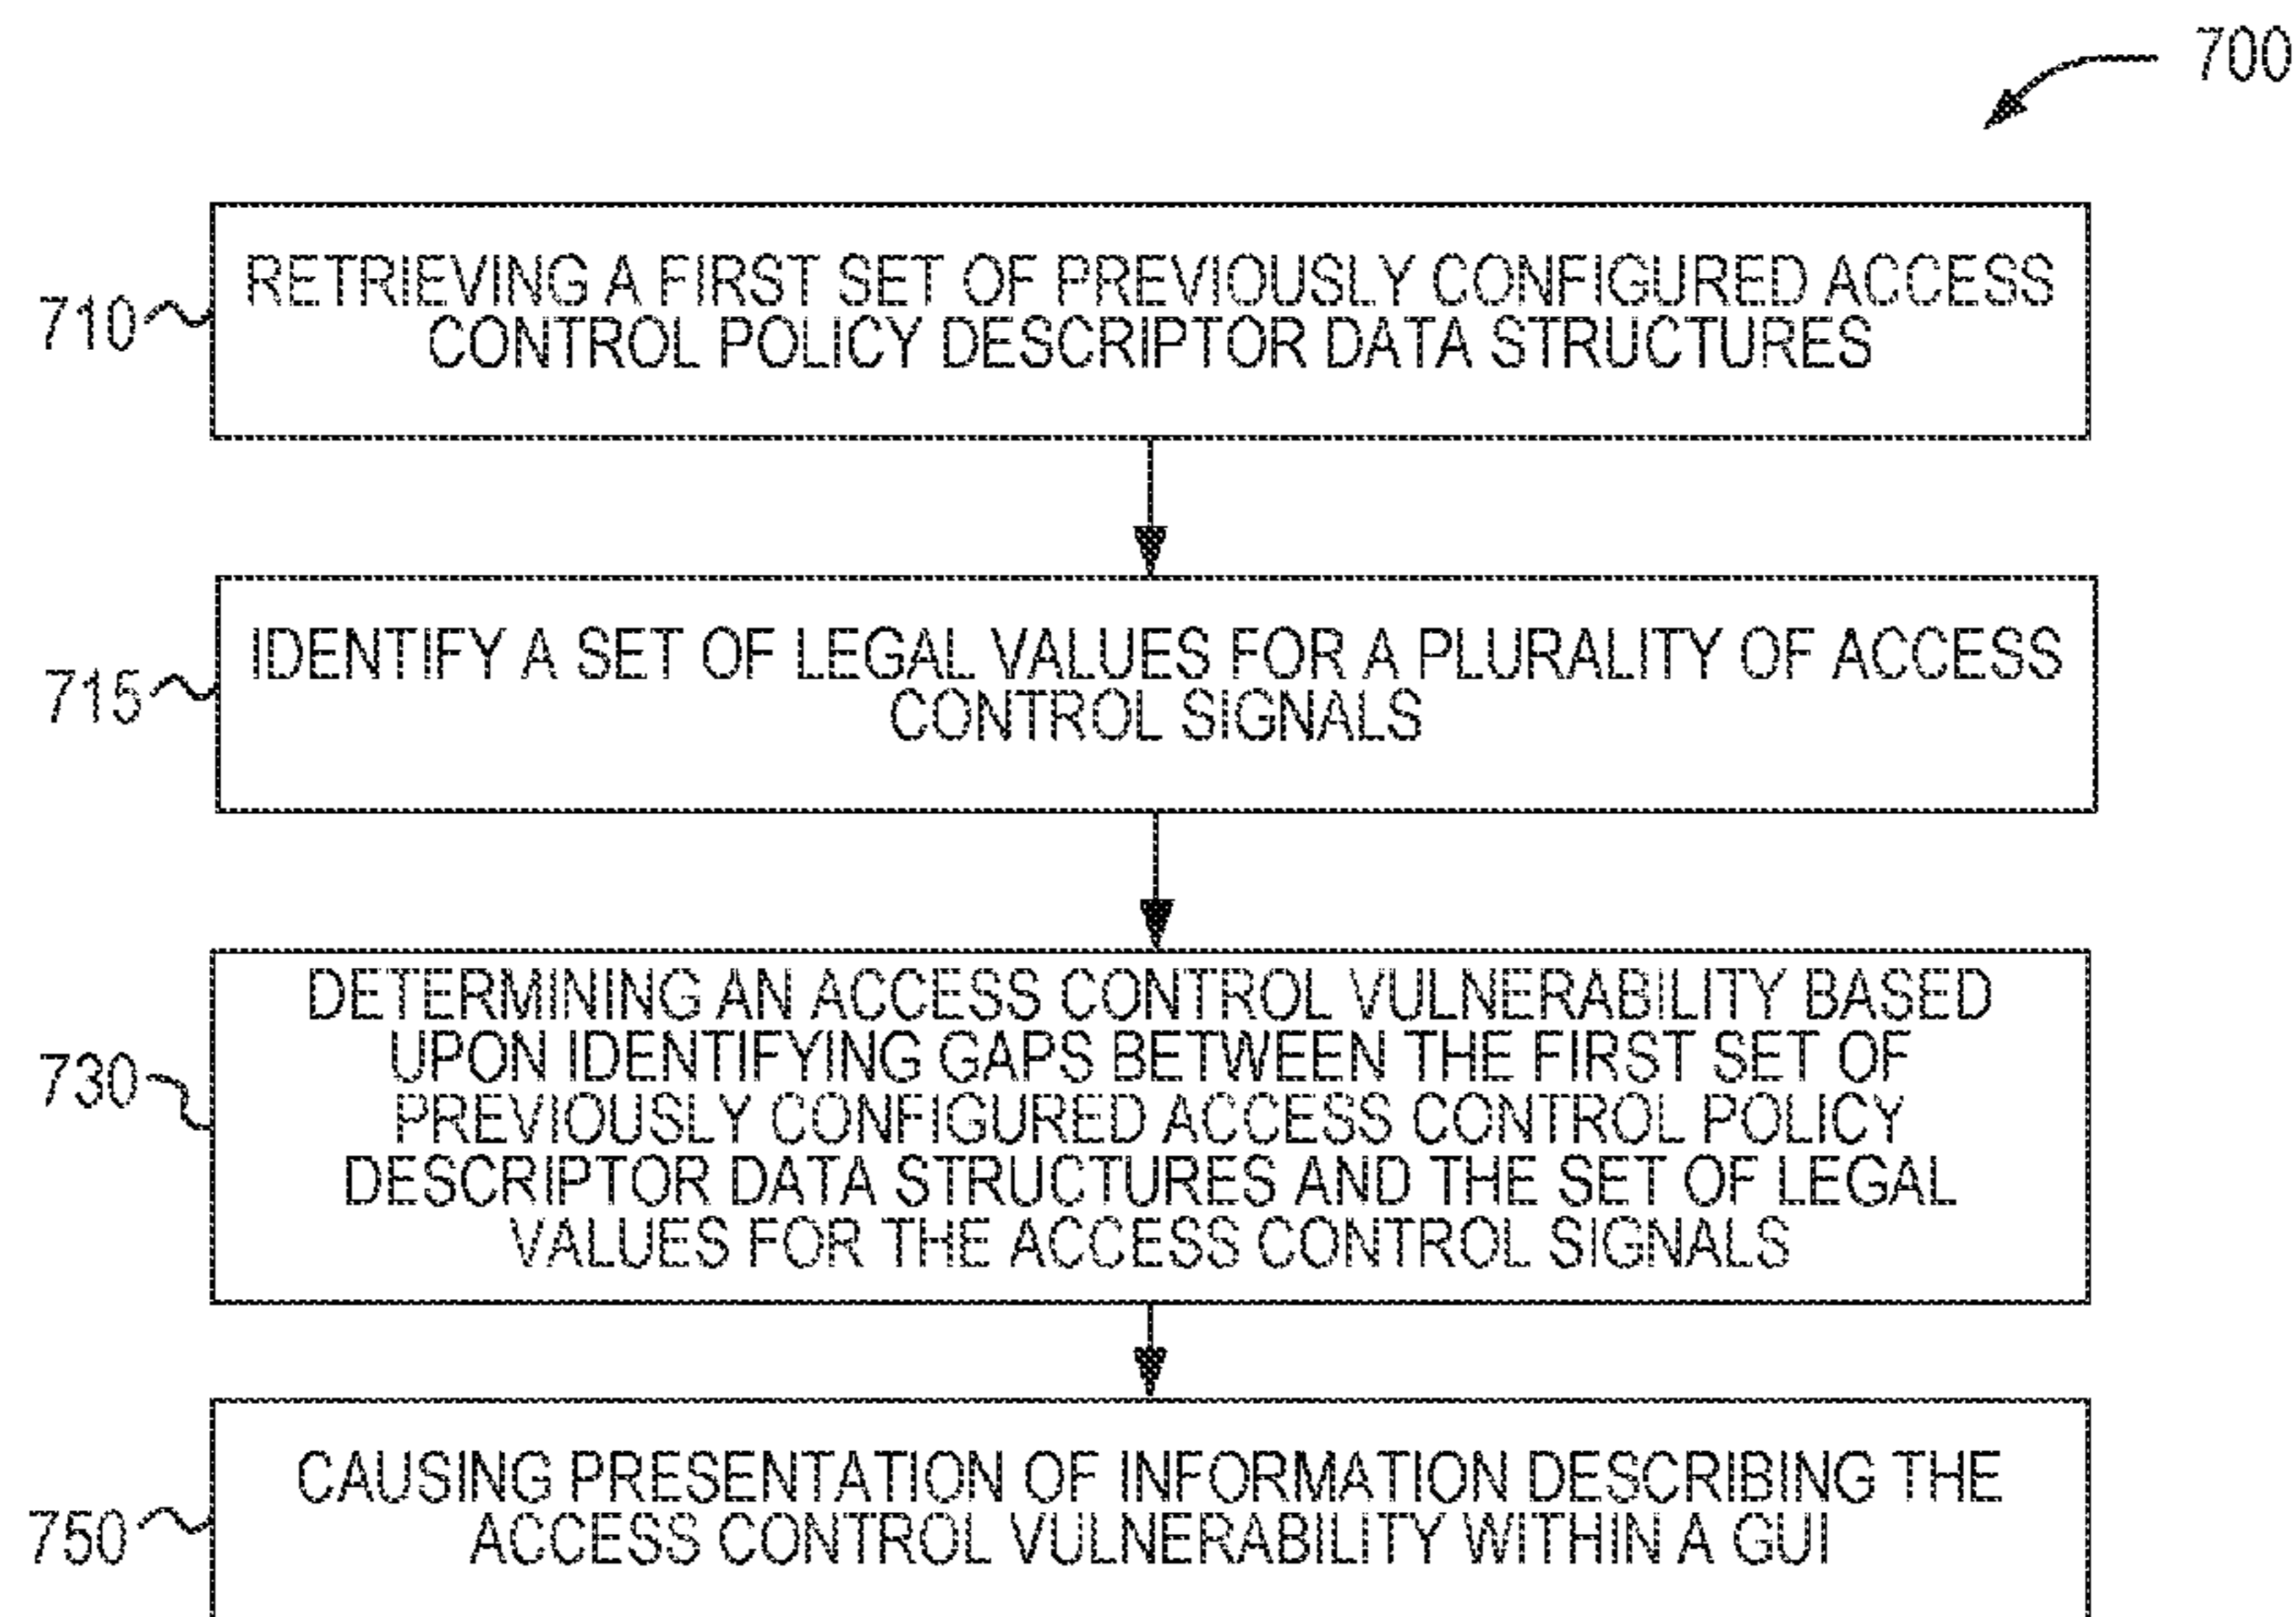 700
710
RETRIEVING A FIRST SET OF PREVIOUSLY CONFIGURED ACCESS
CONTROL POLICY DESCRIPTOR DATA STRUCTURES
715
IDENTIFY A SET OF LEGAL VALUES FOR A PLURALITY OF ACCESS
CONTROL SIGNALS
730
DETERMINING AN ACCESS CONTROL VULNERABILITY BASED
UPON IDENTIFYING GAPS BETWEEN THE FIRST SET OF
PREVIOUSLY CONFIGURED ACCESS CONTROL POLICY
DESCRIPTOR DATA STRUCTURES AND THE SET OF LEGAL
VALUES FOR THE ACCESS CONTROL SIGNALS
750
CAUSING PRESENTATION OF INFORMATION DESCRIBING THE
ACCESS CONTROL VULNERABILITY WITHIN A GUI